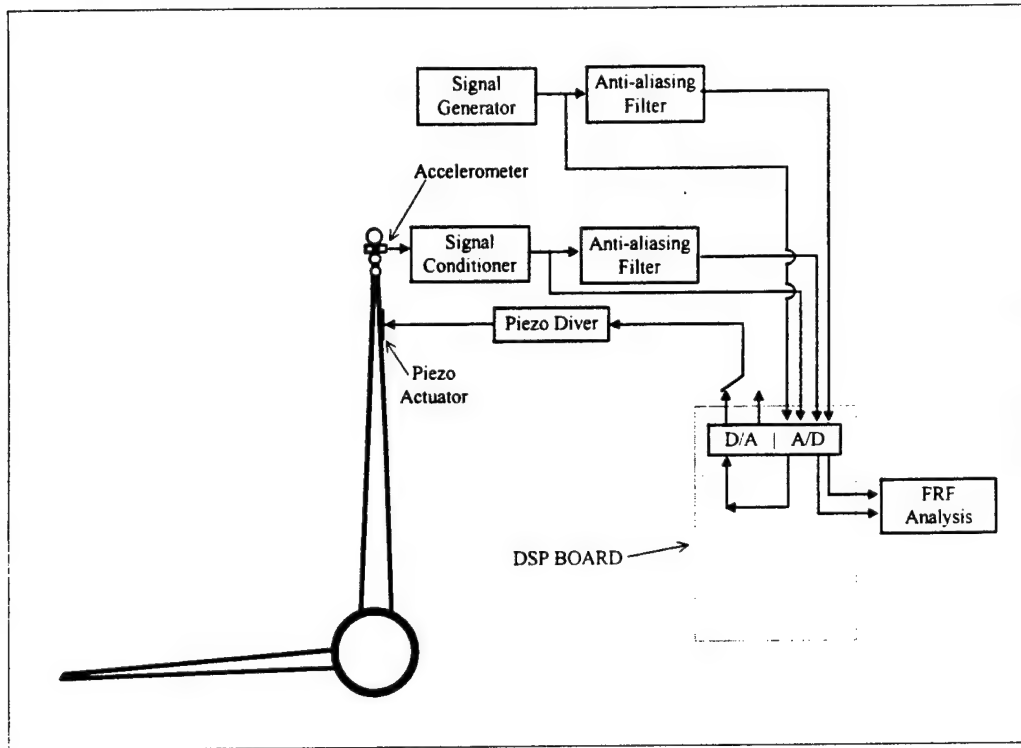 Signal
Generator
Anti-aliasing
Filter
Accelerometer
Signal
Conditioner
Anti-aliasing
Filter
Piezo Diver
Piezo
Actuator
D/A | A/D
FRF
Analysis
DSP BOARD